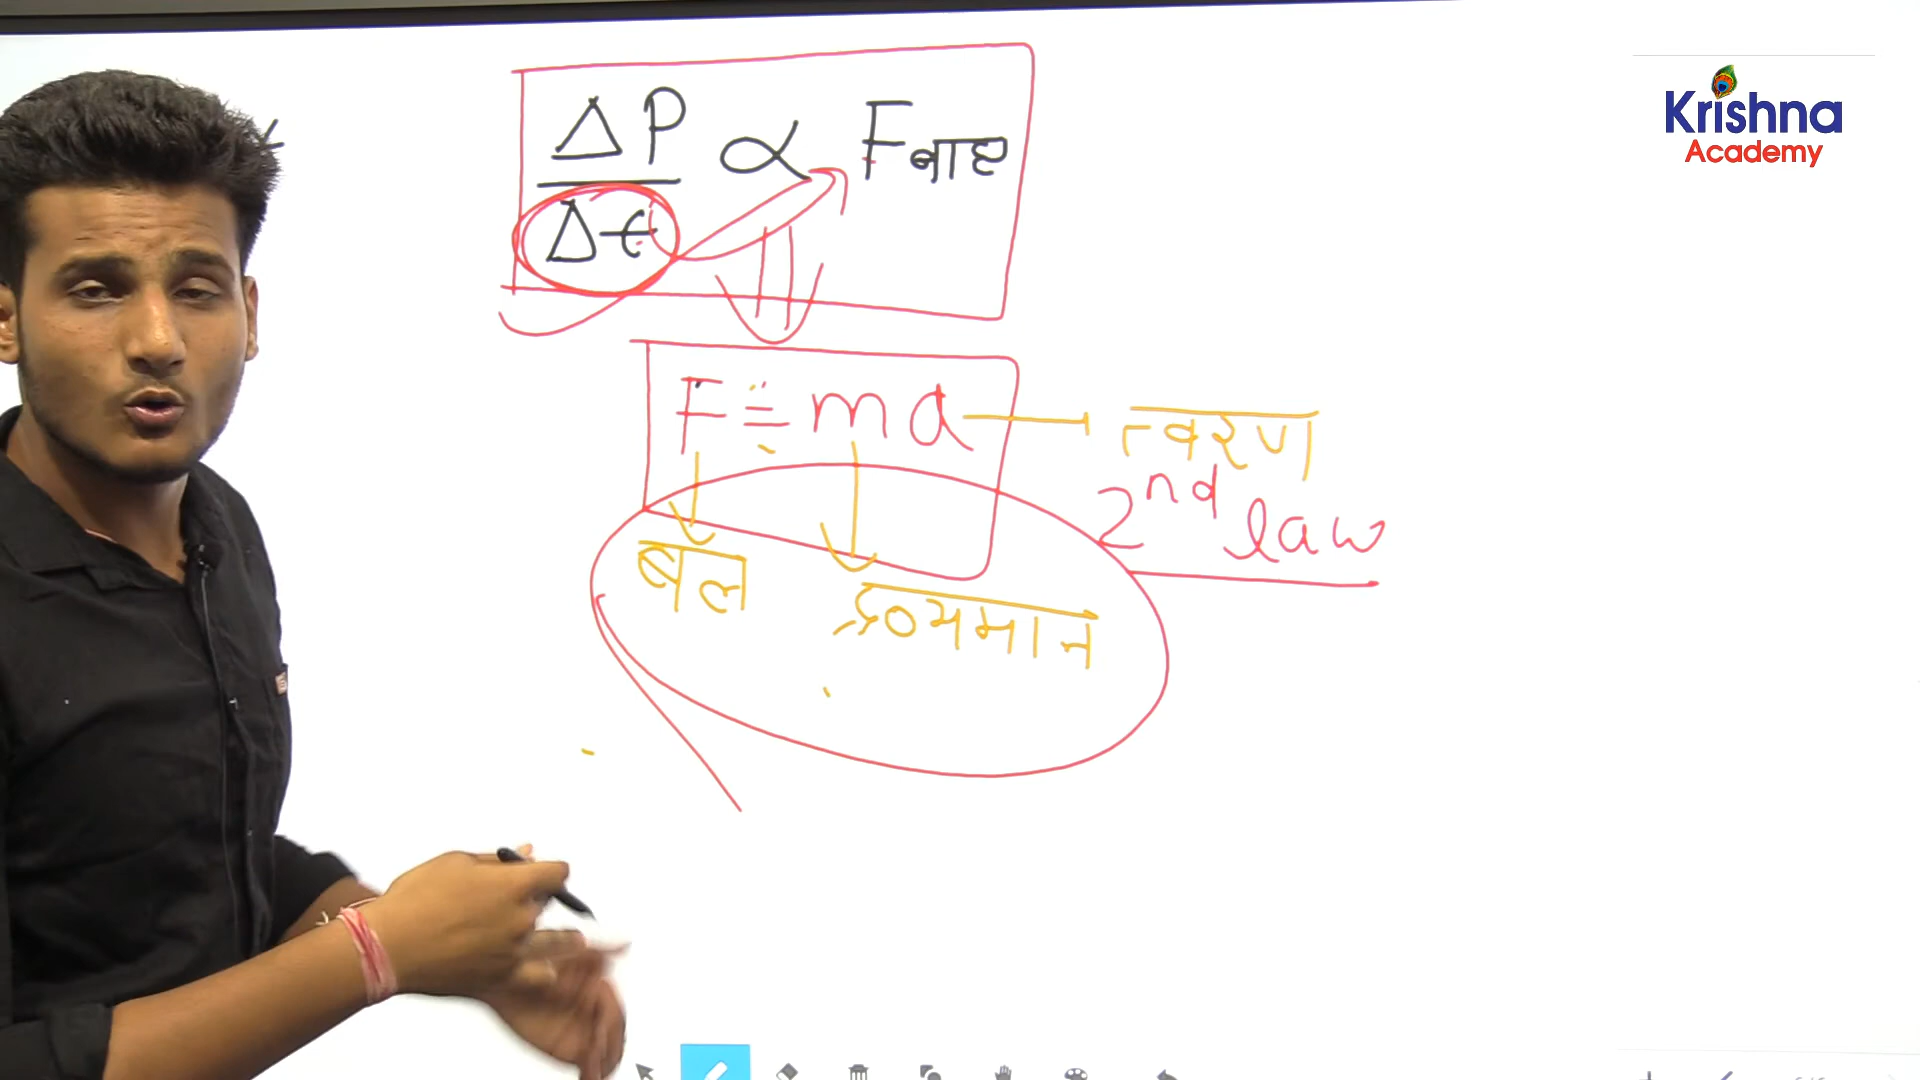 Krishna
Academy
ΔP / Δt ∝ Fबाह्य
F = ma
त्वरण
2nd law
बल
द्रव्यमान